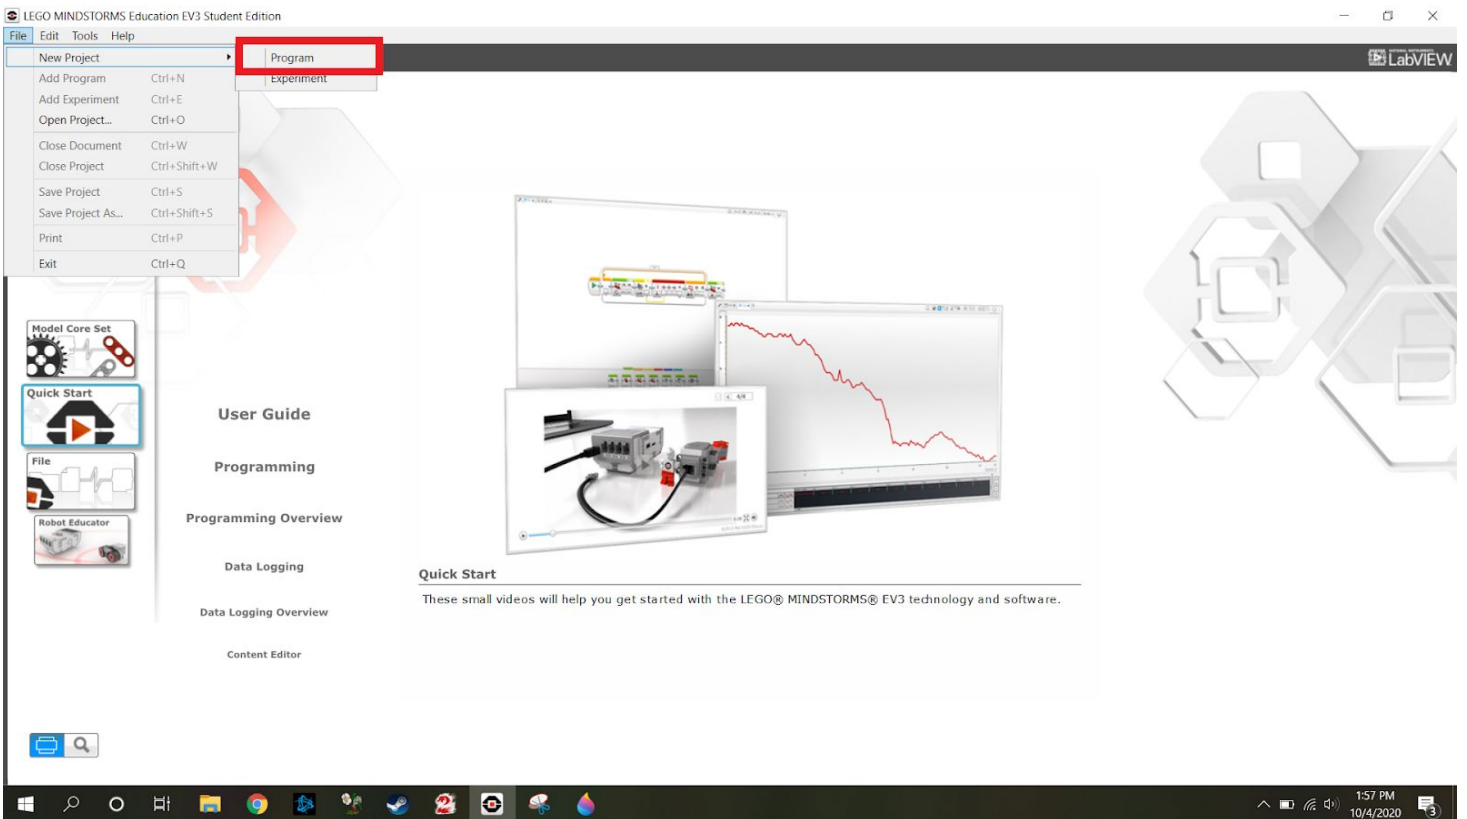 LEGO MINDSTORMS Education EV3 Student Edition
File Edit Tools Help
New Project
Program
LabVIEW
Add Program Ctrl+N
Experiment
Add Experiment Ctrl+E
Open Project... Ctrl+O
Close Document Ctrl+W
Close Project Ctrl+Shift+W
Save Project Ctrl+S
Save Project As... Ctrl+Shift+S
Print Ctrl+P
Exit Ctrl+Q
Model Core Set
Quick Start
File
Robot Educator
User Guide
Programming
Programming Overview
Data Logging
Data Logging Overview
Content Editor
4/8
Quick Start
These small videos will help you get started with the LEGO® MINDSTORMS® EV3 technology and software.
1:57 PM
10/4/2020
3